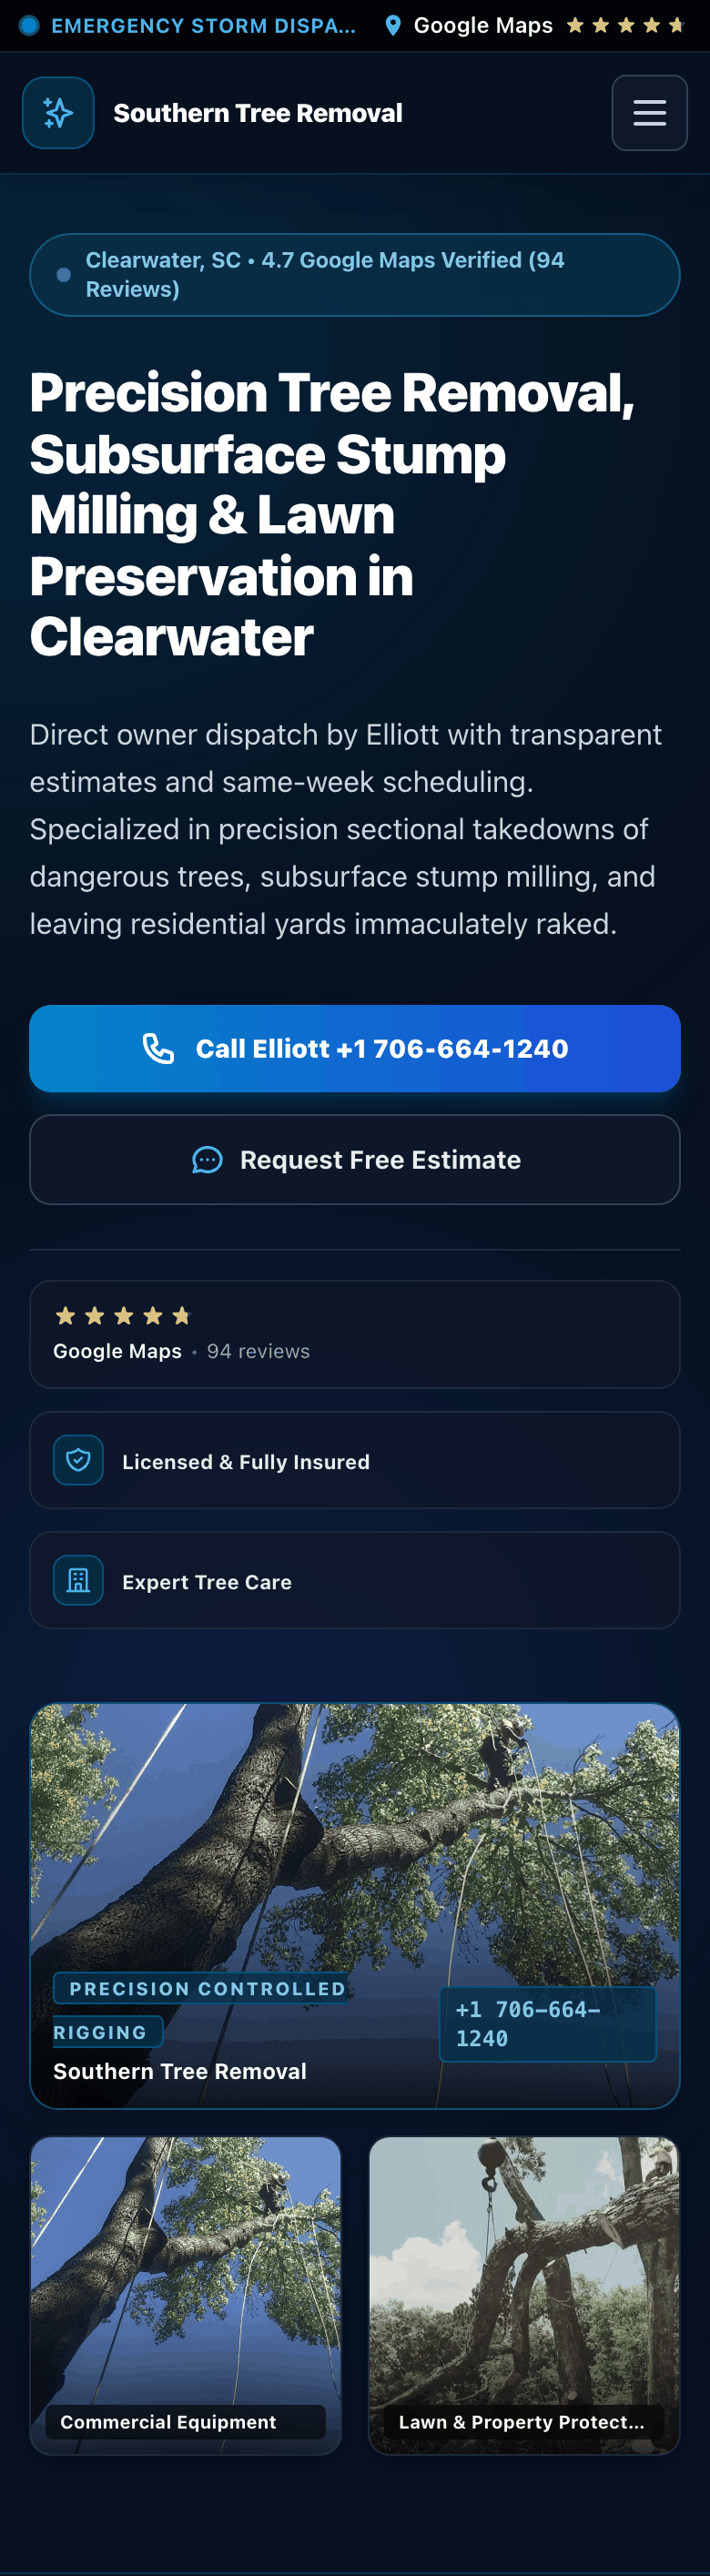 EMERGENCY STORM DISPA...
Google Maps
Southern Tree Removal
Clearwater, SC • 4.7 Google Maps Verified (94
Reviews)
Precision Tree Removal,
Subsurface Stump
Milling & Lawn
Preservation in
Clearwater
Direct owner dispatch by Elliott with transparent
estimates and same-week scheduling.
Specialized in precision sectional takedowns of
dangerous trees, subsurface stump milling, and
leaving residential yards immaculately raked.
Call Elliott +1 706-664-1240
Request Free Estimate
Google Maps • 94 reviews
Licensed & Fully Insured
Expert Tree Care
PRECISION CONTROLLED
RIGGING
Southern Tree Removal
+1 706-664-
1240
Commercial Equipment
Lawn & Property Protect...